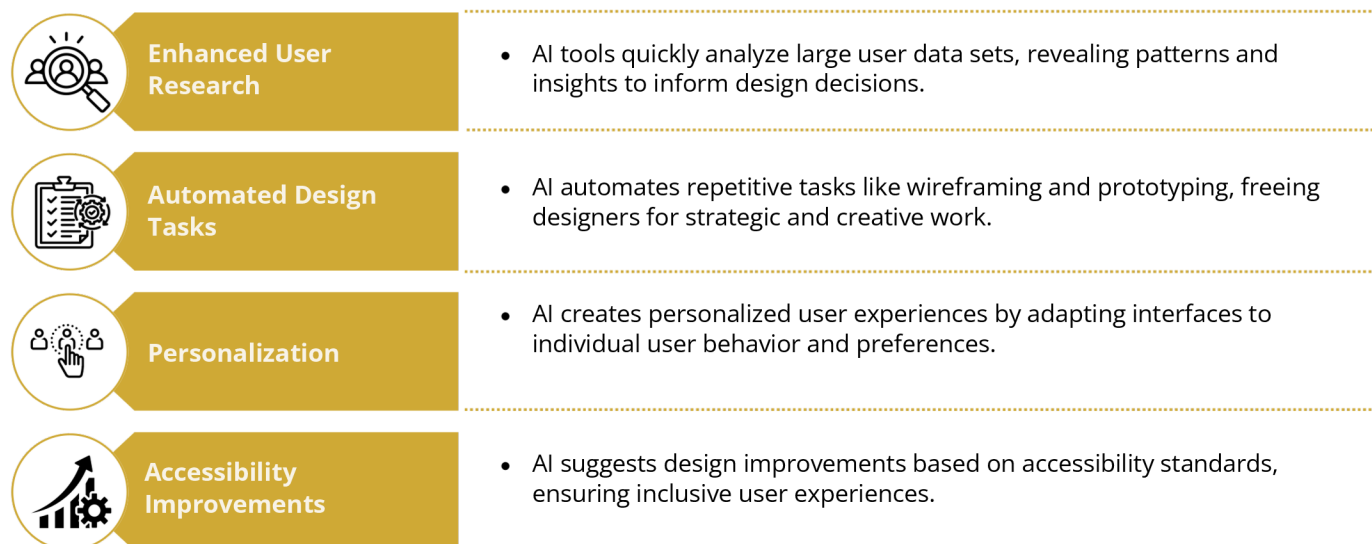 Enhanced User
Research
• AI tools quickly analyze large user data sets, revealing patterns and
insights to inform design decisions.
Automated Design
Tasks
• AI automates repetitive tasks like wireframing and prototyping, freeing
designers for strategic and creative work.
Personalization
• AI creates personalized user experiences by adapting interfaces to
individual user behavior and preferences.
Accessibility
Improvements
• AI suggests design improvements based on accessibility standards,
ensuring inclusive user experiences.